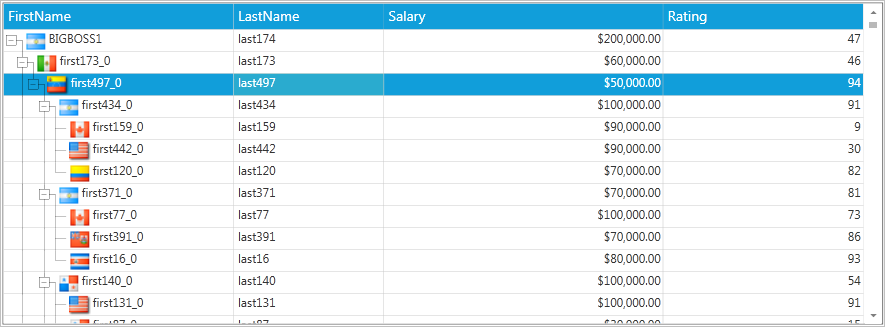 FirstName LastName Salary Rating
BIGBOSS1 last174 $200,000.00 47
first173_0 last173 $60,000.00 46
first497_0 last497 $50,000.00 94
first434_0 last434 $100,000.00 91
first159_0 last159 $90,000.00 9
first442_0 last442 $90,000.00 30
first120_0 last120 $70,000.00 82
first371_0 last371 $70,000.00 81
first77_0 last77 $100,000.00 73
first391_0 last391 $70,000.00 86
first16_0 last16 $80,000.00 93
first140_0 last140 $100,000.00 54
first131_0 last131 $100,000.00 91
first87_0 last87